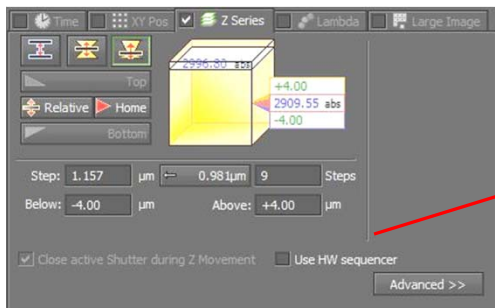 Time XY Pos Z Series Lambda Large Image
2996.80 abs
Top
+4.00
2909.55 abs
-4.00
Relative Home
Bottom
Step: 1.157 µm 0.981µm 9 Steps
Below: -4.00 µm Above: +4.00 µm
Close active Shutter during Z Movement Use HW sequencer
Advanced >>